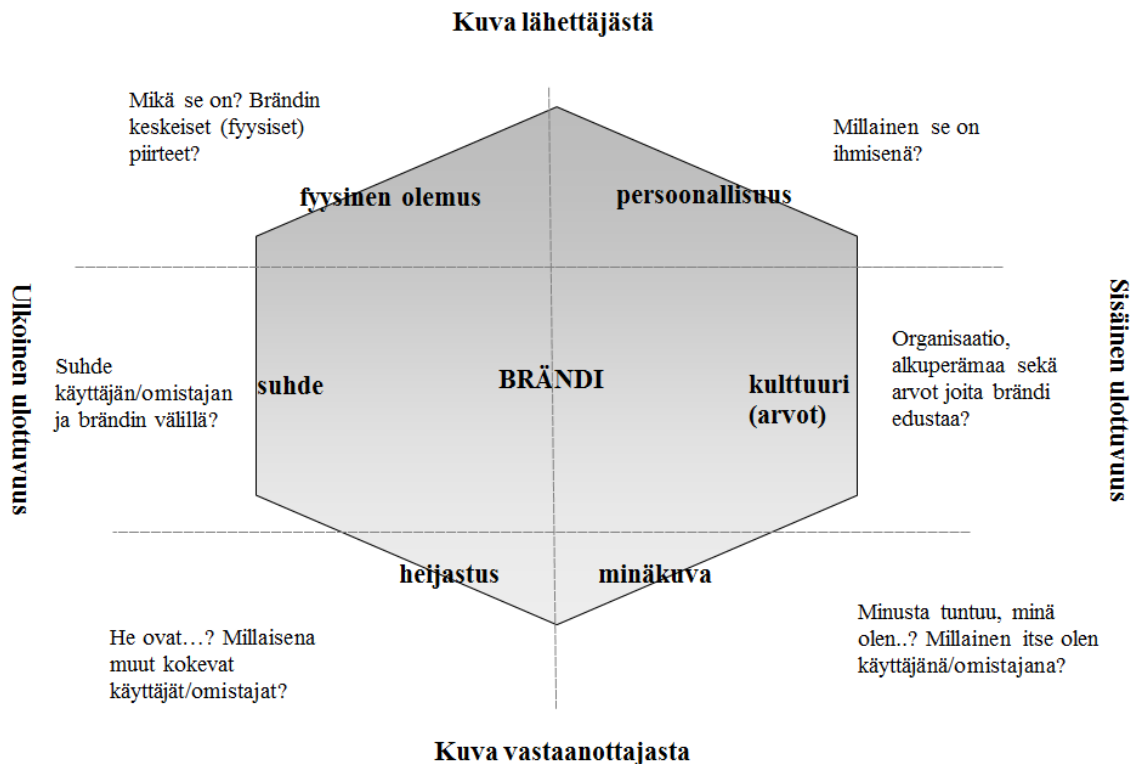 Kuva lähettäjästä
Mikä se on? Brändin
keskeiset (fyysiset)
piirteet?
Millainen se on
ihmisenä?
fyysinen olemus
persoonallisuus
Ulkoinen ulottuvuus
Suhde
käyttäjän/omistajan
ja brändin välillä?
suhde
BRÄNDI
kulttuuri
(arvot)
Organisaatio,
alkuperämaa sekä
arvot joita brändi
edustaa?
Sisäinen ulottuvuus
heijastus
minäkuva
He ovat…? Millaisena
muut kokevat
käyttäjät/omistajat?
Minusta tuntuu, minä
olen..? Millainen itse olen
käyttäjänä/omistajana?
Kuva vastaanottajasta